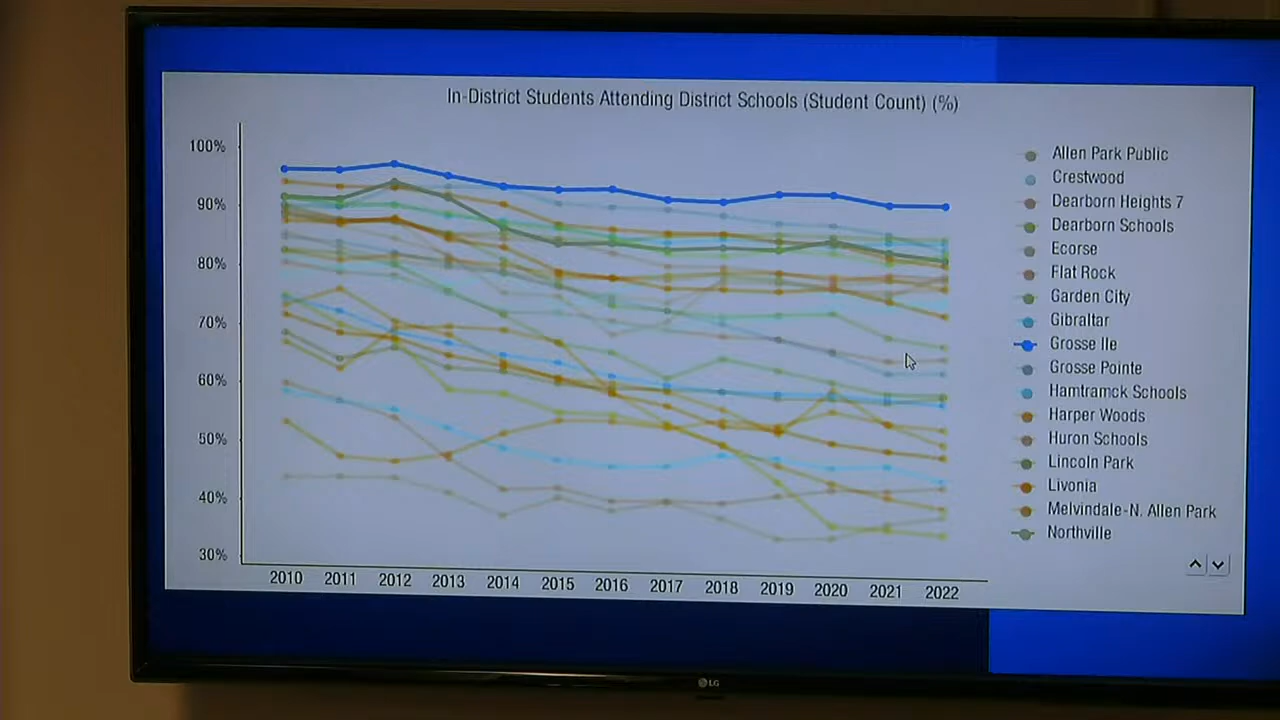 In-District Students Attending District Schools (Student Count) (%)
100%
90%
80%
70%
60%
50%
40%
30%
2010 2011 2012 2013 2014 2015 2016 2017 2018 2019 2020 2021 2022
Allen Park Public
Crestwood
Dearborn Heights 7
Dearborn Schools
Ecorse
Flat Rock
Garden City
Gibraltar
Grosse Ile
Grosse Pointe
Hamtramck Schools
Harper Woods
Huron Schools
Lincoln Park
Livonia
Melvindale-N. Allen Park
Northville
LG